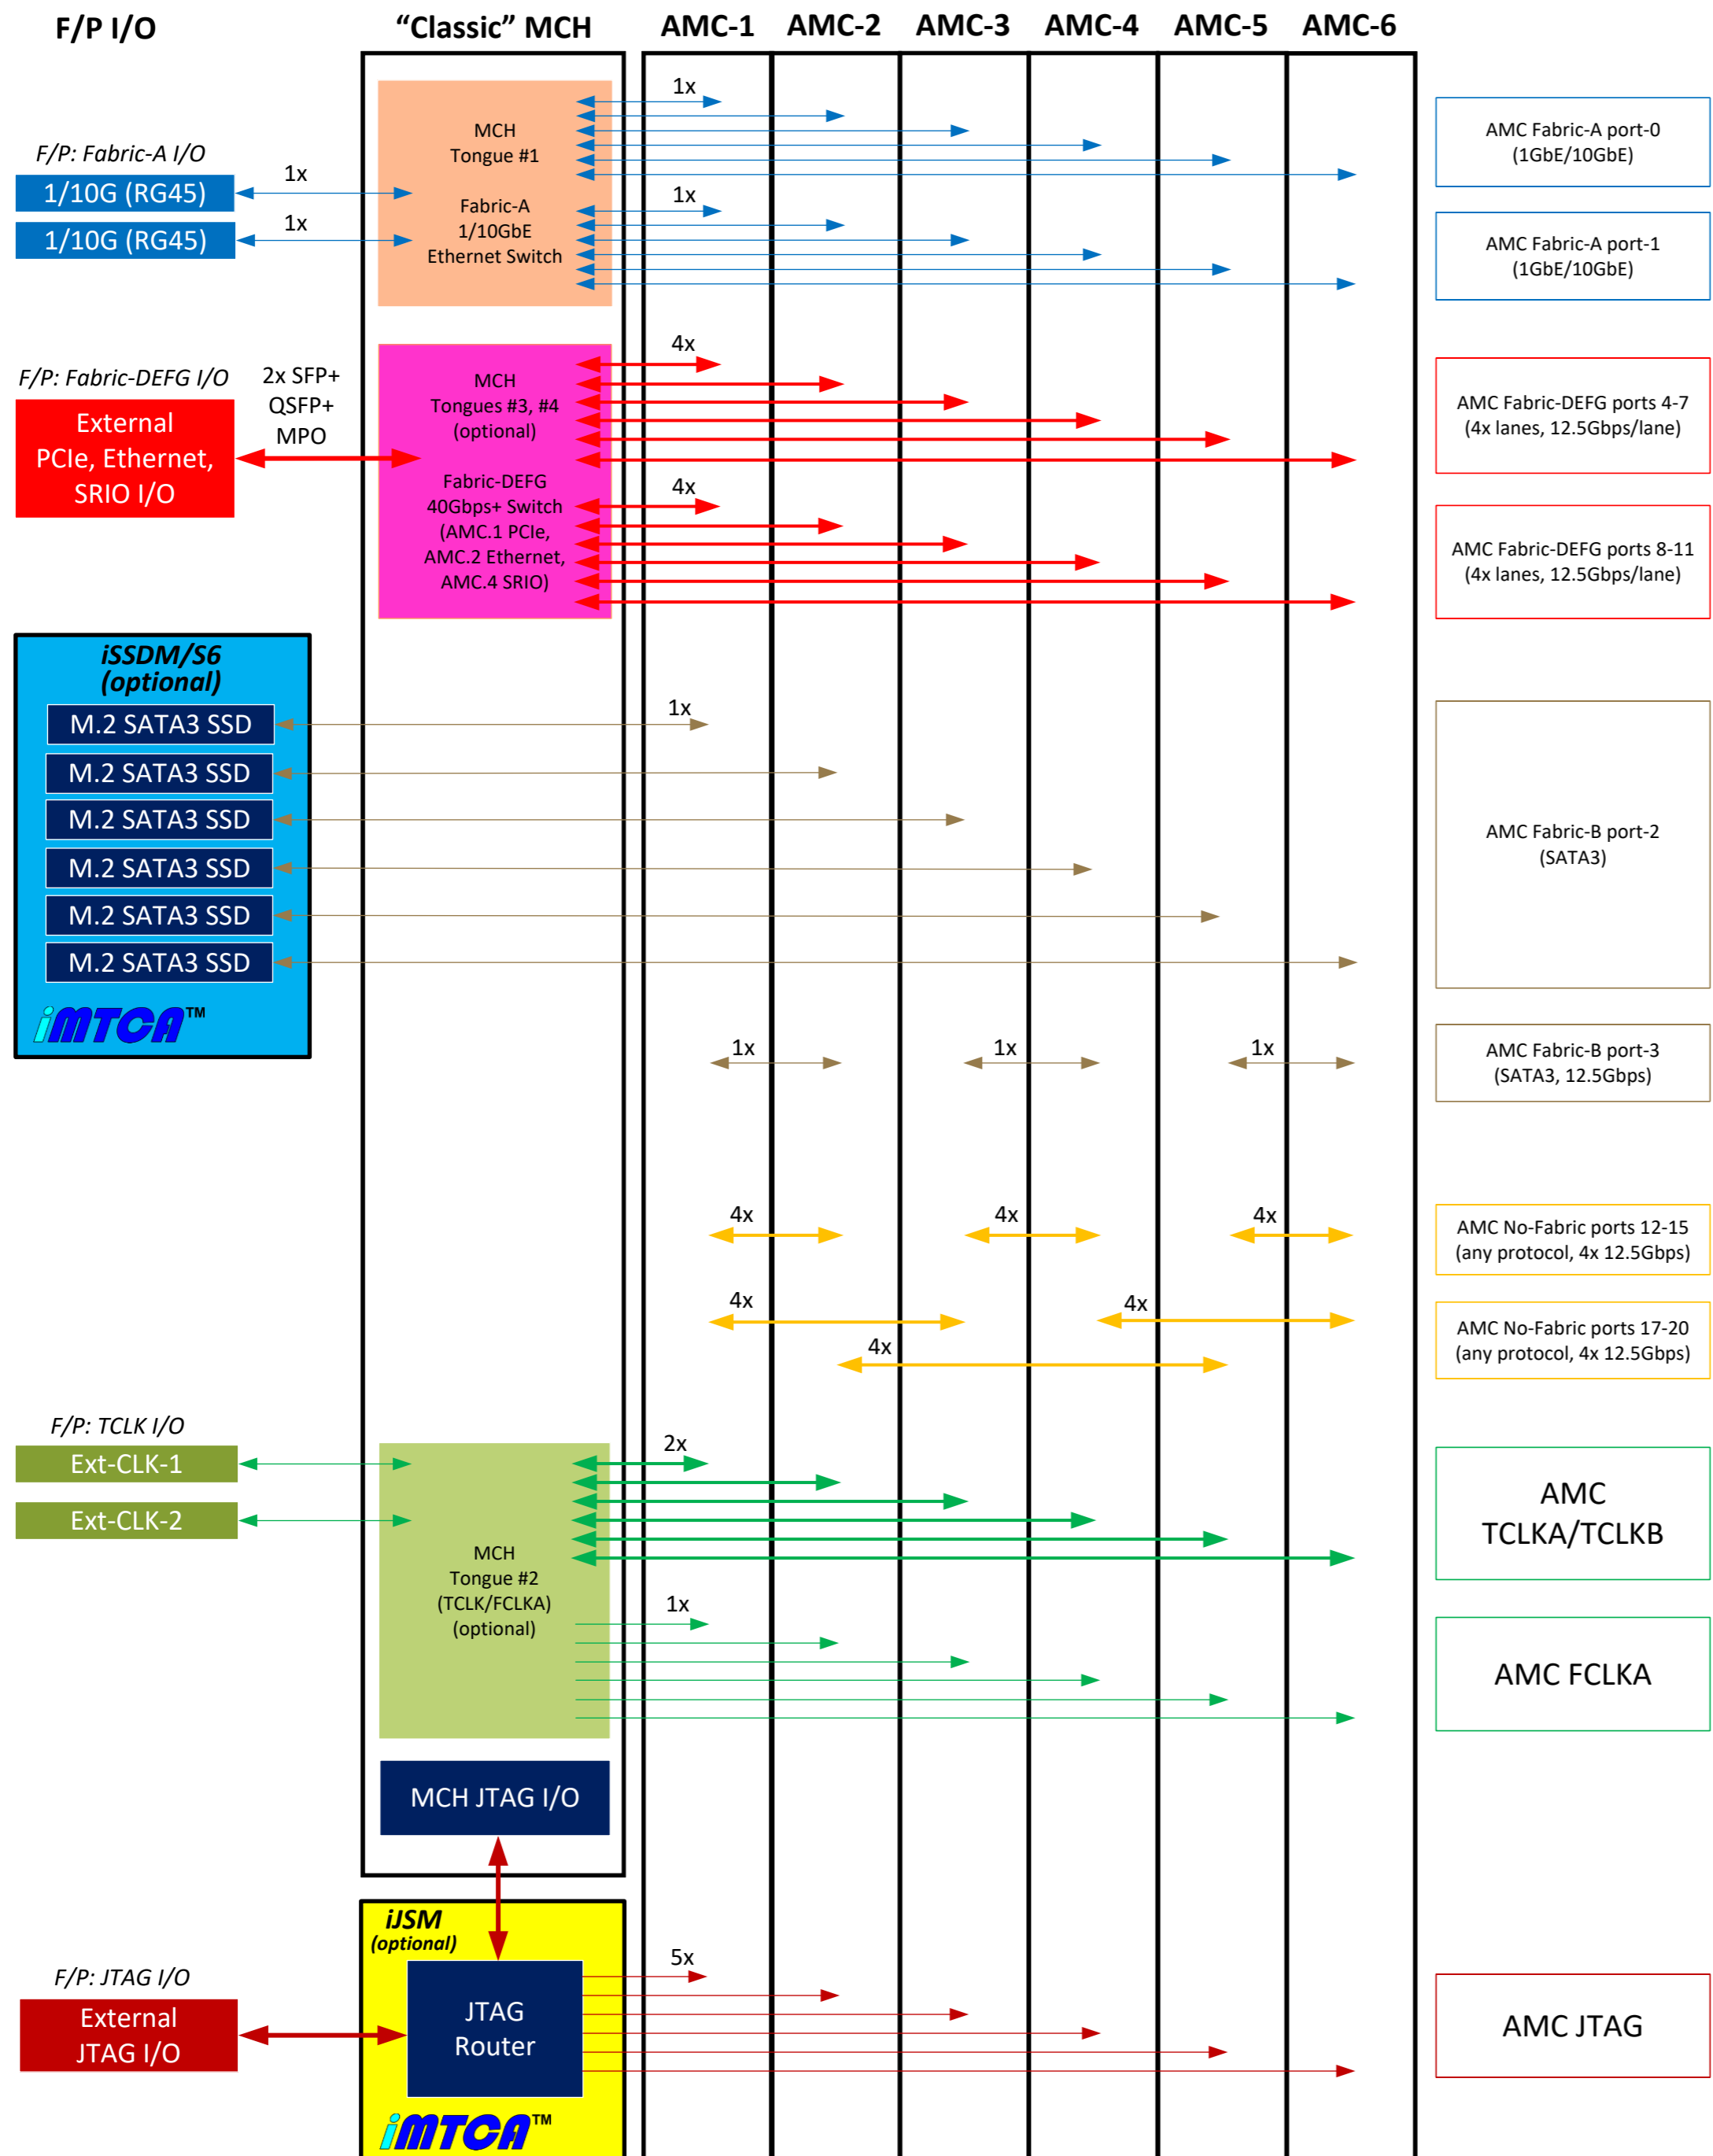 F/P I/O
“Classic” MCH
AMC-1
AMC-2
AMC-3
AMC-4
AMC-5
AMC-6
1x
MCH
Tongue #1
F/P: Fabric-A I/O
1/10G (RG45)
1x
1/10G (RG45)
1x
Fabric-A
1/10GbE
Ethernet Switch
1x
AMC Fabric-A port-0
(1GbE/10GbE)
AMC Fabric-A port-1
(1GbE/10GbE)
F/P: Fabric-DEFG I/O
External
PCIe, Ethernet,
SRIO I/O
2x SFP+
QSFP+
MPO
MCH
Tongues #3, #4
(optional)
Fabric-DEFG
40Gbps+ Switch
(AMC.1 PCIe,
AMC.2 Ethernet,
AMC.4 SRIO)
4x
4x
AMC Fabric-DEFG ports 4-7
(4x lanes, 12.5Gbps/lane)
AMC Fabric-DEFG ports 8-11
(4x lanes, 12.5Gbps/lane)
iSSDM/S6
(optional)
M.2 SATA3 SSD
M.2 SATA3 SSD
M.2 SATA3 SSD
M.2 SATA3 SSD
M.2 SATA3 SSD
M.2 SATA3 SSD
iMTCA™
1x
AMC Fabric-B port-2
(SATA3)
1x
1x
1x
AMC Fabric-B port-3
(SATA3, 12.5Gbps)
4x
4x
4x
AMC No-Fabric ports 12-15
(any protocol, 4x 12.5Gbps)
4x
4x
4x
AMC No-Fabric ports 17-20
(any protocol, 4x 12.5Gbps)
F/P: TCLK I/O
Ext-CLK-1
Ext-CLK-2
MCH
Tongue #2
(TCLK/FCLKA)
(optional)
2x
1x
AMC
TCLKA/TCLKB
AMC FCLKA
MCH JTAG I/O
iJSM
(optional)
F/P: JTAG I/O
External
JTAG I/O
JTAG
Router
5x
AMC JTAG
iMTCA™